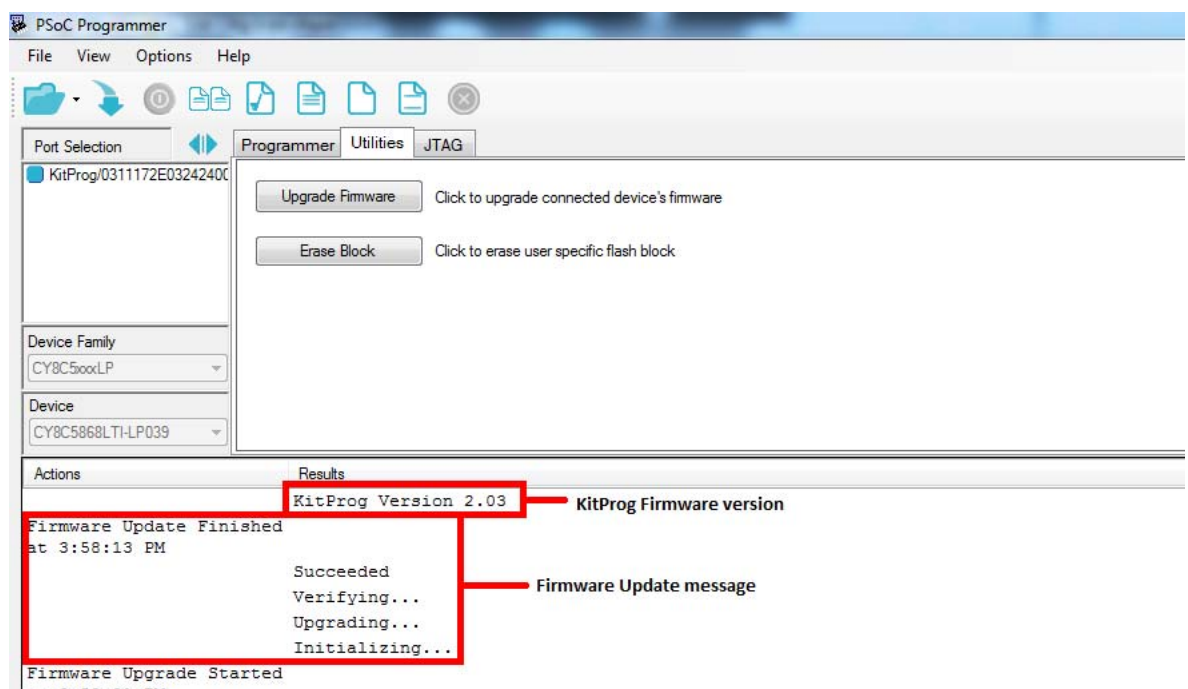 PSoC Programmer
File View Options Help
Port Selection
Programmer Utilities JTAG
KitProg/0311172E0324240C
Upgrade Firmware Click to upgrade connected device's firmware
Erase Block Click to erase user specific flash block
Device Family
CY8C5xxxLP
Device
CY8C5868LTI-LP039
Actions Results
KitProg Version 2.03 KitProg Firmware version
Firmware Update Finished
at 3:58:13 PM
Succeeded
Verifying...
Firmware Update message
Upgrading...
Initializing...
Firmware Upgrade Started